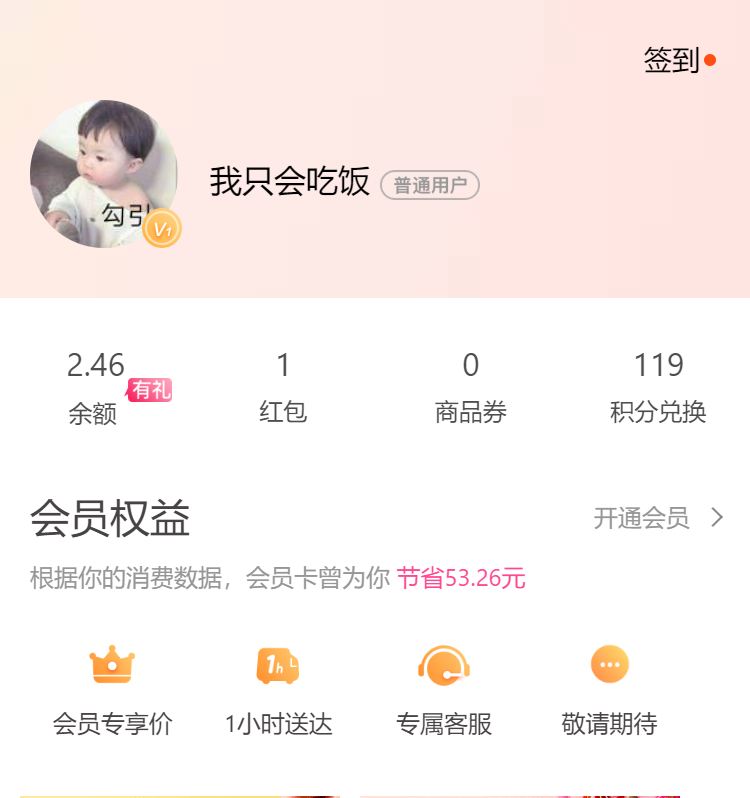 签到
我只会吃饭 普通用户
勾引
V1
2.46 1 0 119
有礼
余额 红包 商品券 积分兑换
会员权益 开通会员
根据你的消费数据，会员卡曾为你 节省53.26元
1h
会员专享价 1小时送达 专属客服 敬请期待